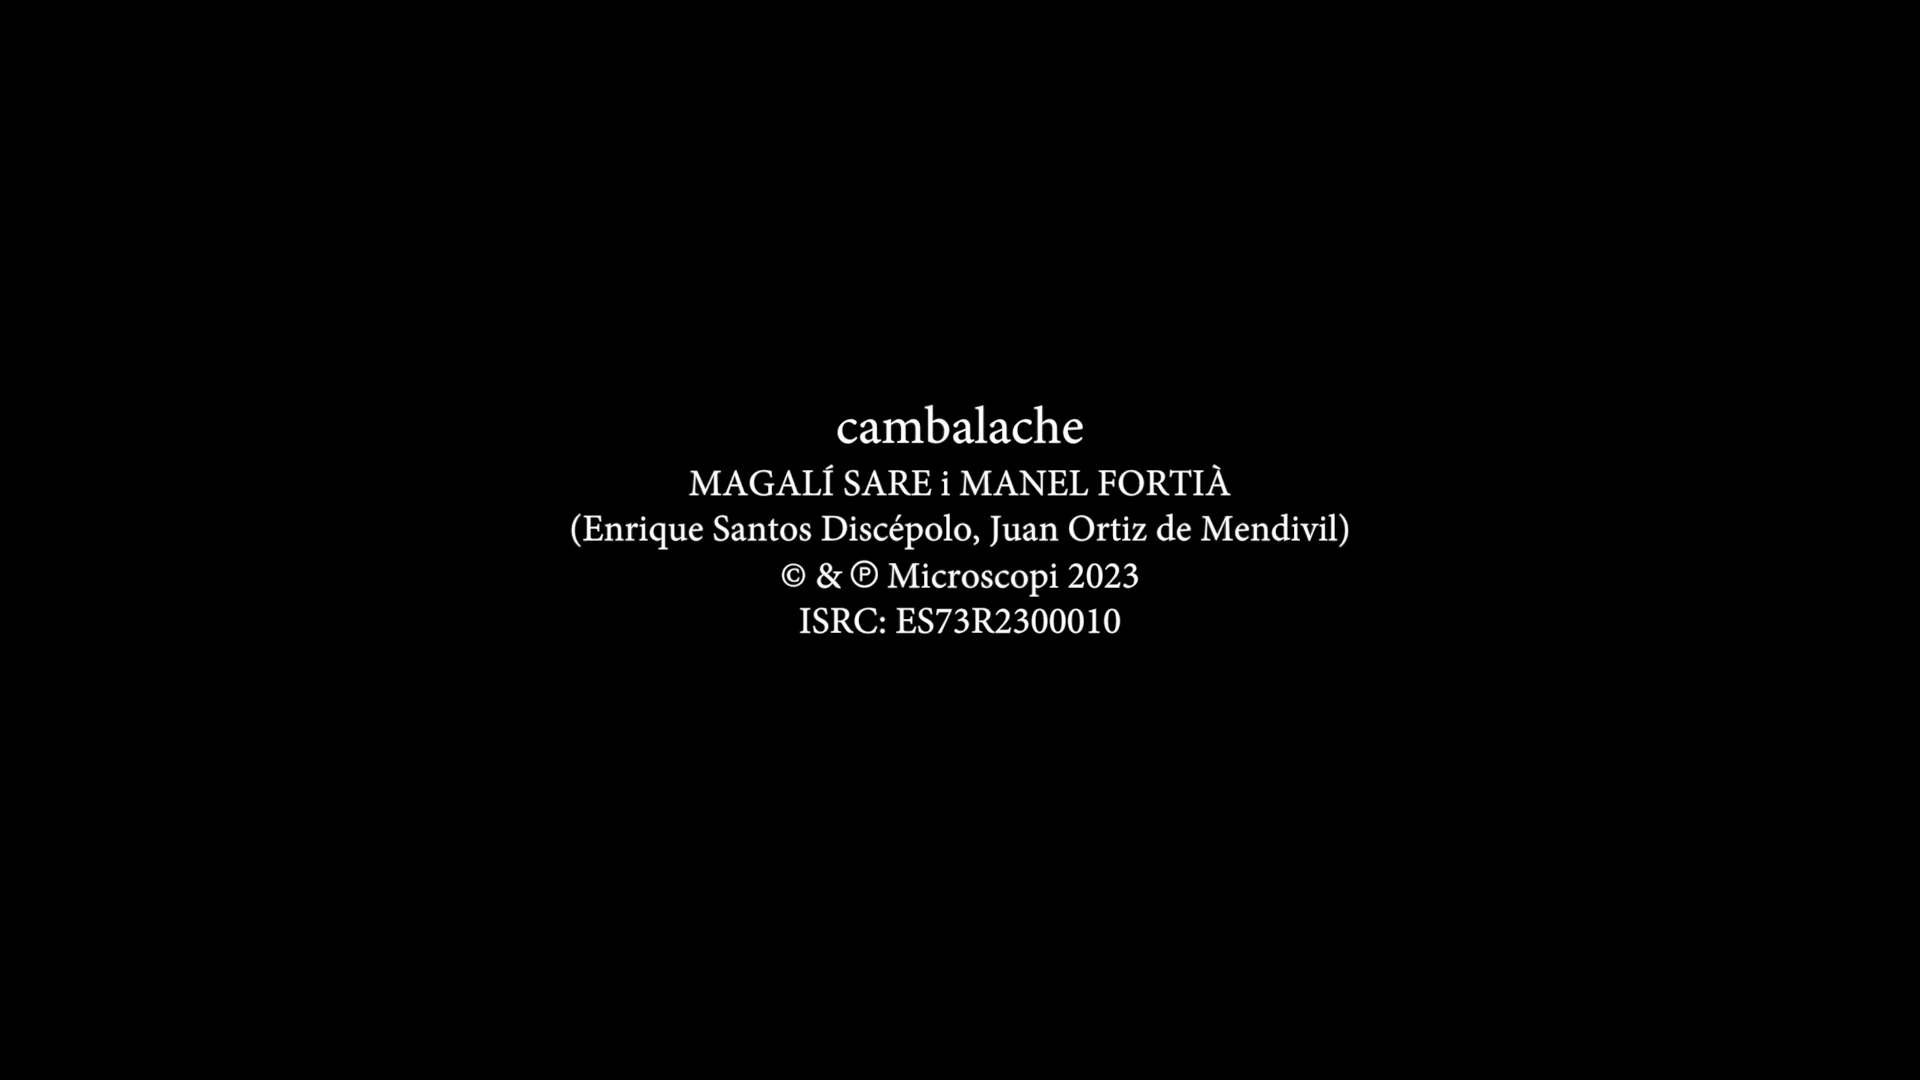 cambalache
MAGALÍ SARE i MANEL FORTIÀ
(Enrique Santos Discépolo, Juan Ortiz de Mendivil)
© & ℗ Microscopi 2023
ISRC: ES73R2300010